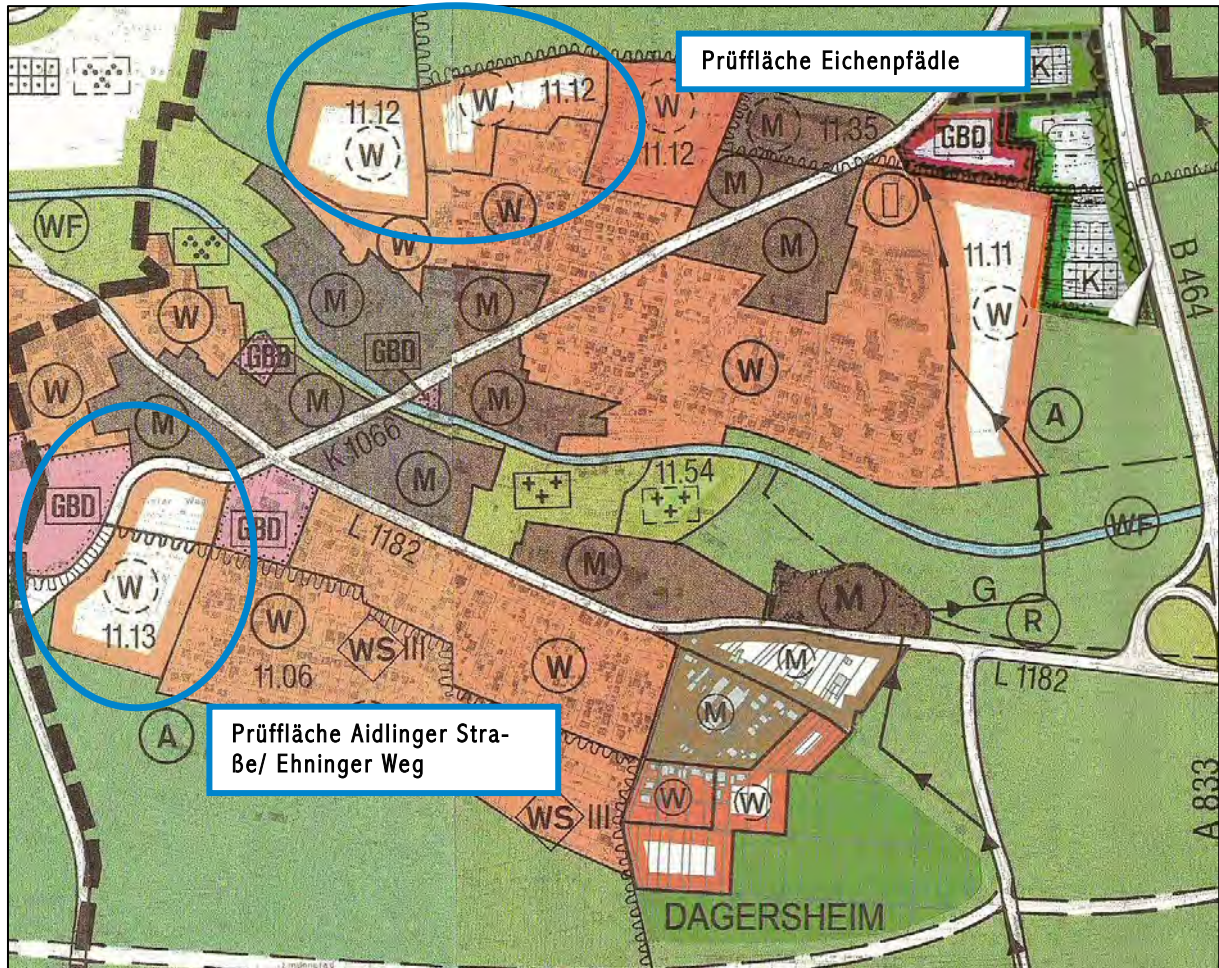 Prüffläche Eichenpfädle
K
11.12
W
W
11.12
W
11.12
M
11.35
GBD
M
WF
W
W
M
11.11
K
B 464
W
M
M
W
GBD
GBD
W
A
W
M
M
M
K 1066
M
11.54
GBD
GBD
L 1182
WF
M
M
G
R
W
11.13
W
11.06
WS III
W
M
L 1182
A
Prüffläche Aidlinger Stra-
ße/ Ehninger Weg
M
W
W
WS III
A 833
DAGERSHEIM